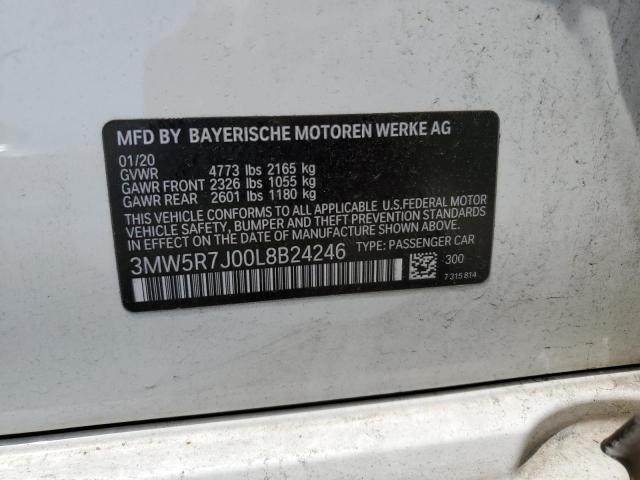 MFD BY BAYERISCHE MOTOREN WERKE AG
01/20
GVWR 4773 lbs 2165 kg
GAWR FRONT 2326 lbs 1055 kg
GAWR REAR 2601 lbs 1180 kg
THIS VEHICLE CONFORMS TO ALL APPLICABLE U.S.FEDERAL MOTOR
VEHICLE SAFETY, BUMPER, AND THEFT PREVENTION STANDARDS
IN EFFECT ON THE DATE OF MANUFACTURE SHOWN ABOVE.
3MW5R7J00L8B24246 TYPE: PASSENGER CAR
300
7 315 814